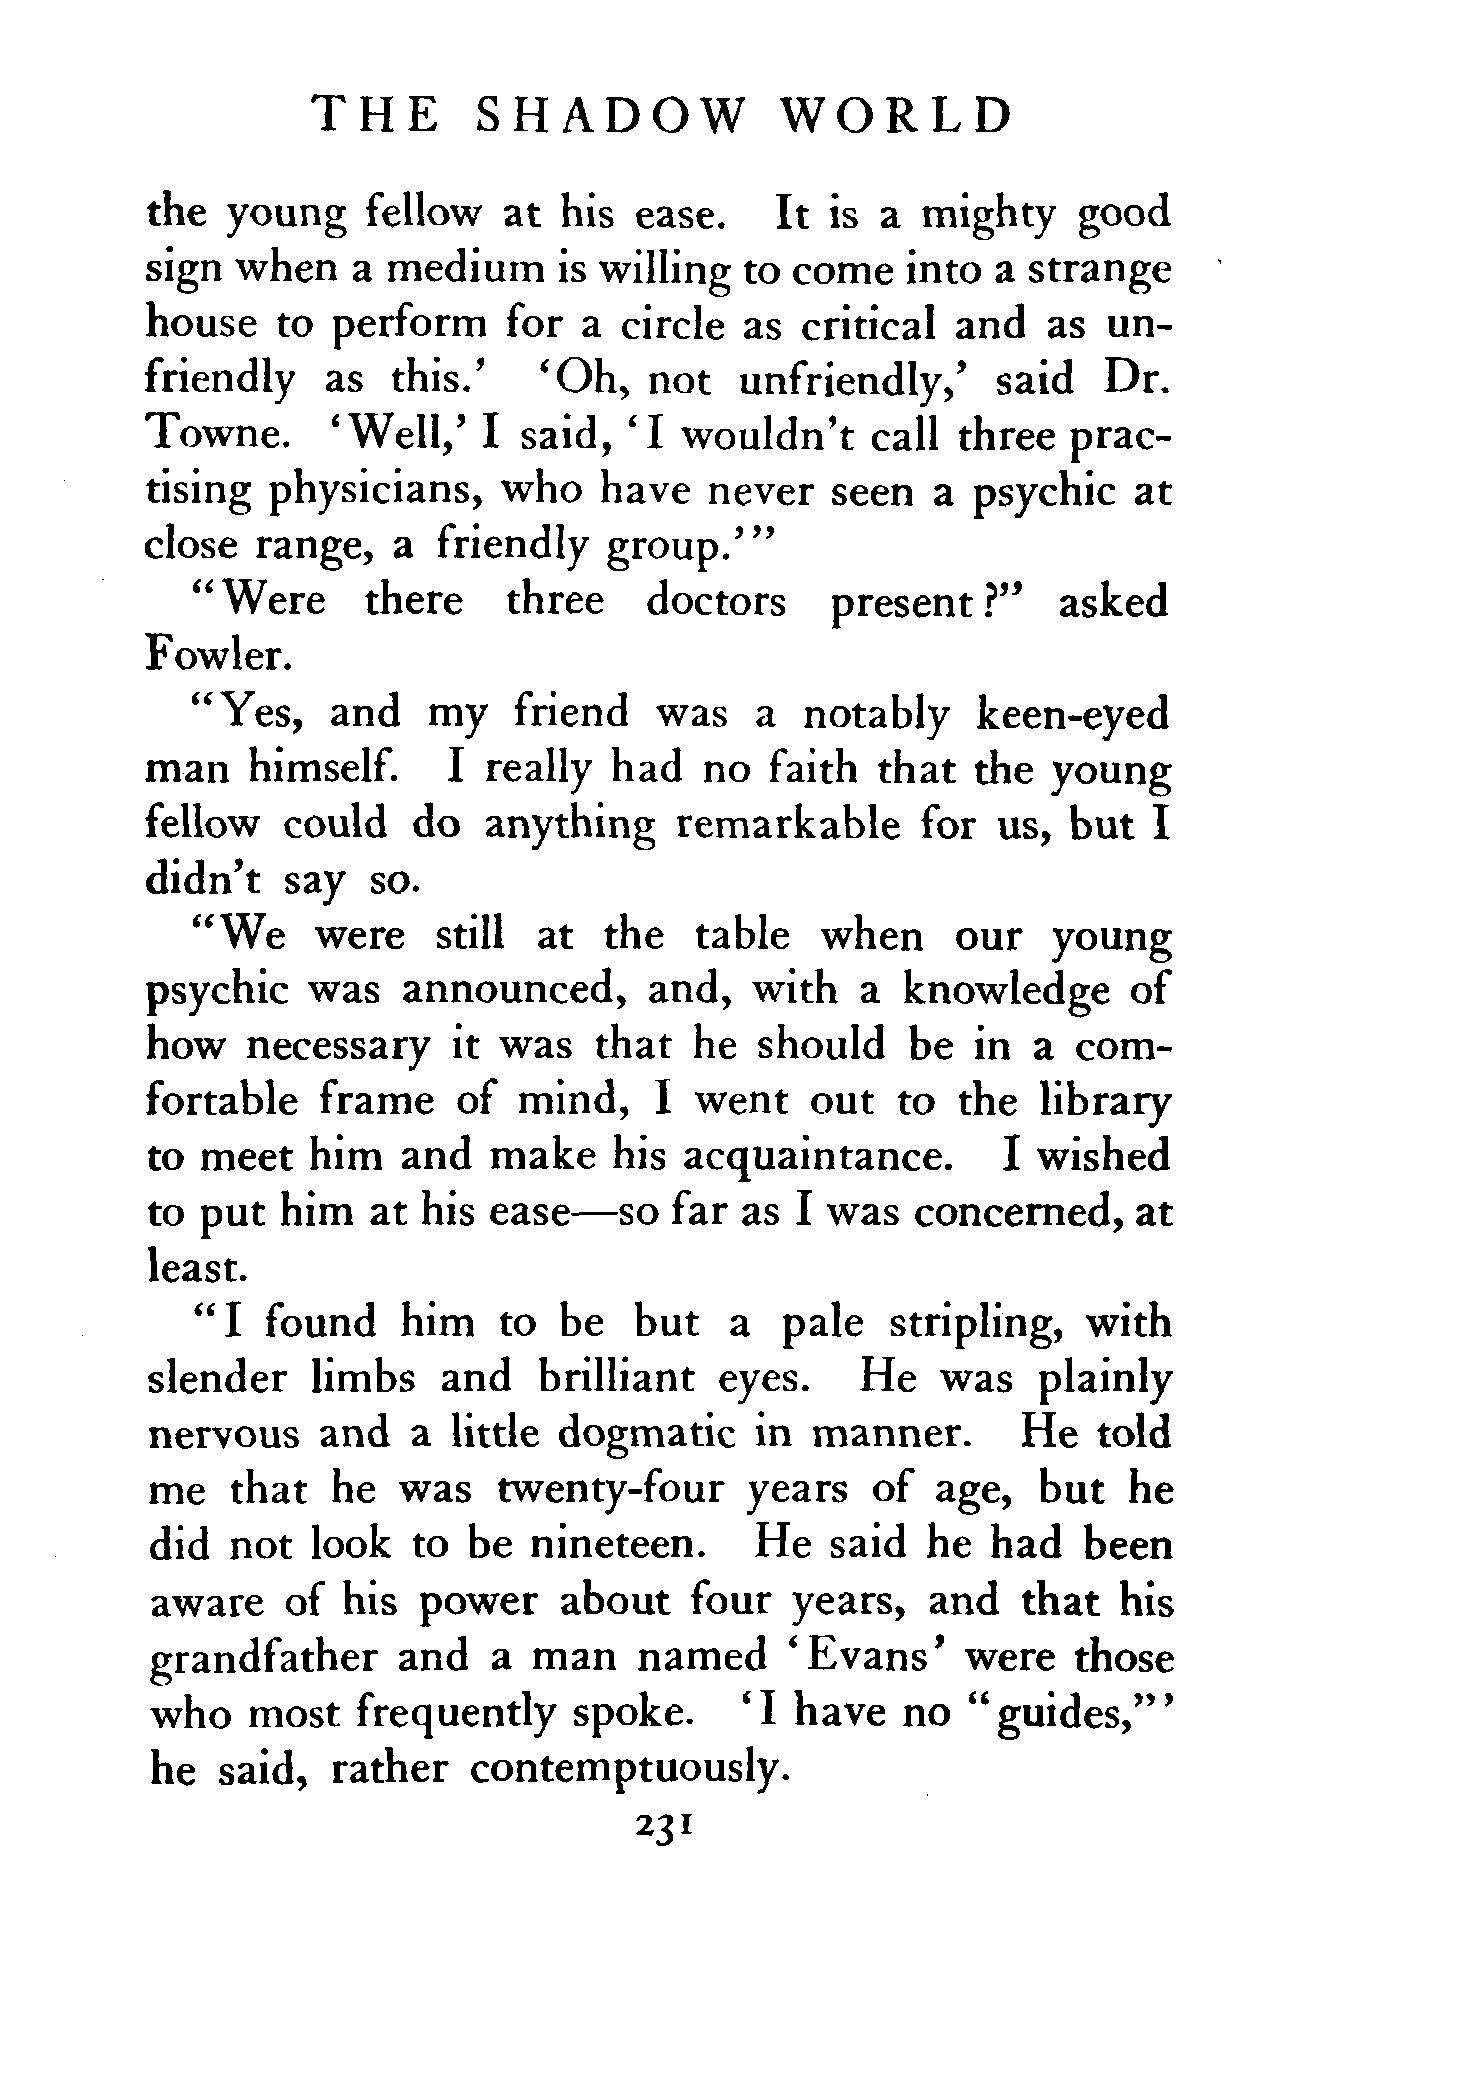 THE SHADOW WORLD
the young fellow at his ease. It is a mighty good
sign when a medium is willing to come into a strange
house to perform for a circle as critical and as un-
friendly as this.' 'Oh, not unfriendly,' said Dr.
Towne. 'Well,' I said, 'I wouldn't call three prac-
tising physicians, who have never seen a psychic at
close range, a friendly group.'"
"Were there three doctors present?" asked
Fowler.
"Yes, and my friend was a notably keen-eyed
man himself. I really had no faith that the young
fellow could do anything remarkable for us, but I
didn't say so.
"We were still at the table when our young
psychic was announced, and, with a knowledge of
how necessary it was that he should be in a com-
fortable frame of mind, I went out to the library
to meet him and make his acquaintance. I wished
to put him at his ease—so far as I was concerned, at
least.
"I found him to be but a pale stripling, with
slender limbs and brilliant eyes. He was plainly
nervous and a little dogmatic in manner. He told
me that he was twenty-four years of age, but he
did not look to be nineteen. He said he had been
aware of his power about four years, and that his
grandfather and a man named 'Evans' were those
who most frequently spoke. 'I have no "guides,"'
he said, rather contemptuously.
231